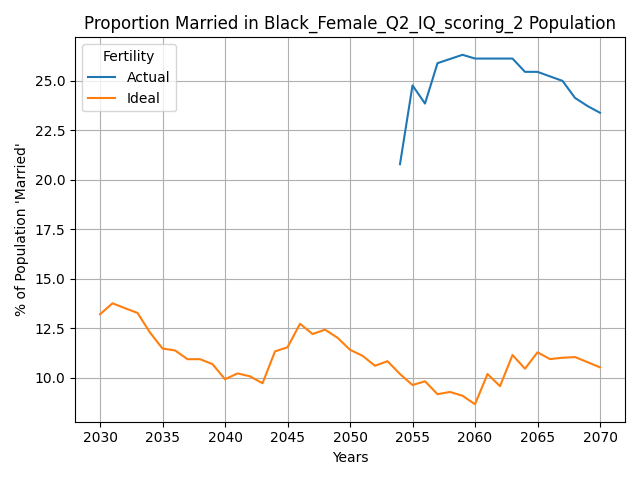 Proportion Married in Black_Female_Q2_IQ_scoring_2 Population
% of Population 'Married'
Fertility
Actual
Ideal
25.0
22.5
20.0
17.5
15.0
12.5
10.0
2030 2035 2040 2045 2050 2055 2060 2065 2070
Years